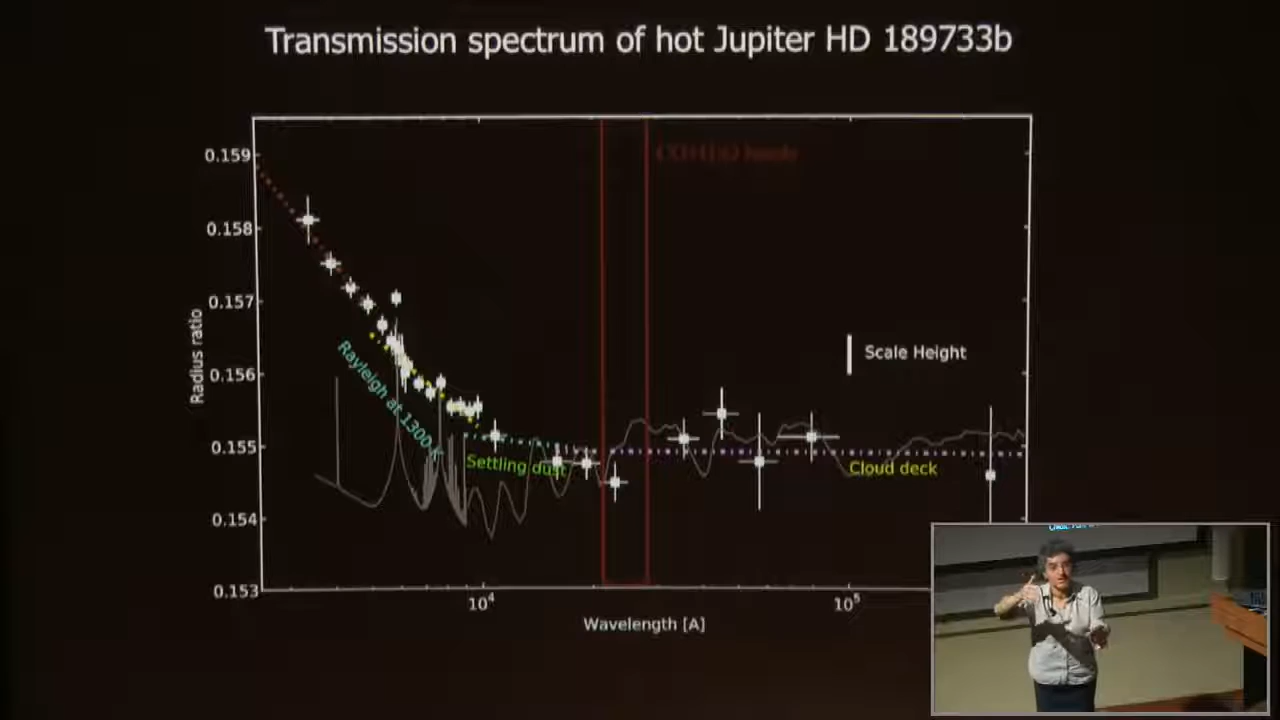 Transmission spectrum of hot Jupiter HD 189733b
0.159
0.158
0.157
0.156
0.155
0.154
0.153
Radius ratio
Rayleigh at 1300 K
Settling dust
Scale Height
Cloud deck
10⁴
10⁵
Wavelength [A]